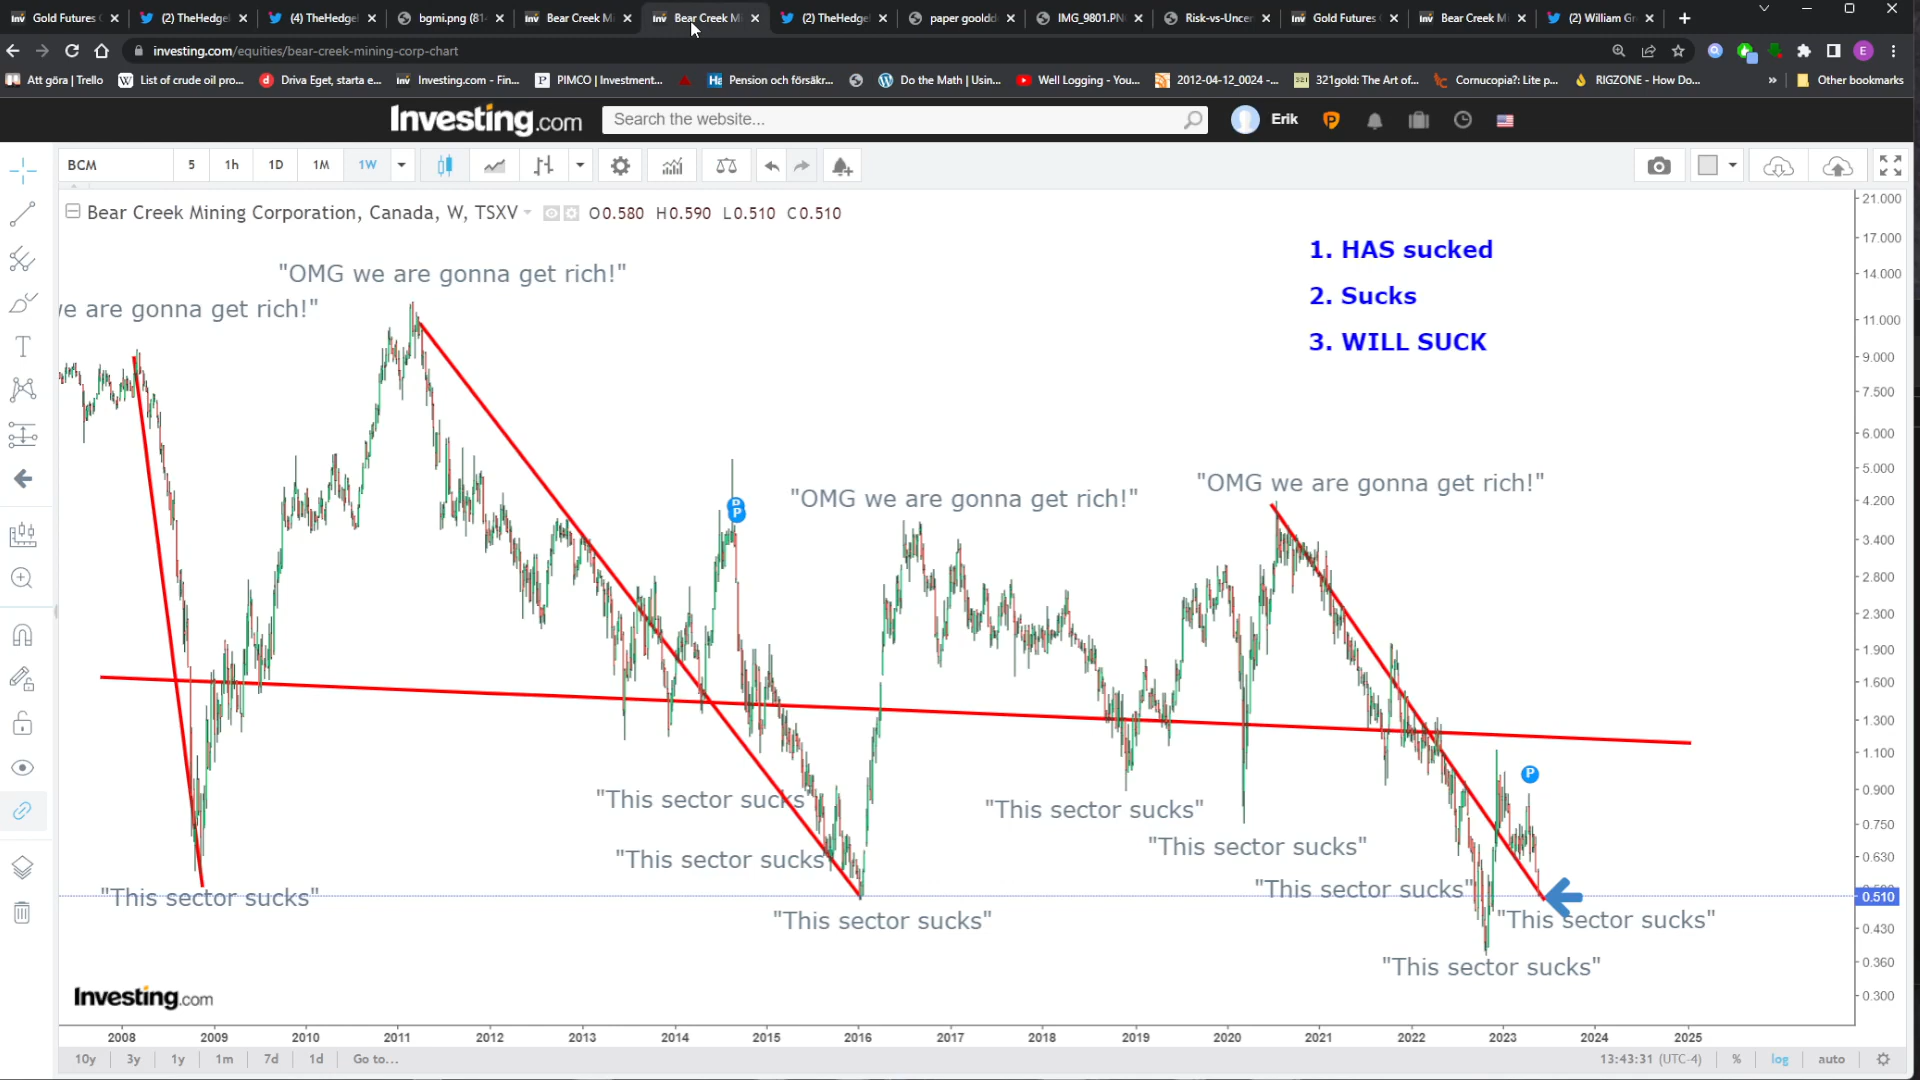 Gold Futures
(2) TheHedge
(4) TheHedge
bgmi.png (81
Bear Creek Mi
Bear Creek Mi
(2) TheHedge
paper gooldd
IMG_9801.PN
Risk-vs-Uncer
Gold Futures
Bear Creek Mi
(2) William G
investing.com/equities/bear-creek-mining-corp-chart
E
Att göra | Trello
List of crude oil pro...
Driva Eget, starta e...
Investing.com - Fin...
PIMCO | Investment...
Pension och försäkr...
Do the Math | Usin...
Well Logging - You...
2012-04-12_0024 -...
321gold: The Art of...
Cornucopia?: Lite p...
RIGZONE - How Do...
»
Other bookmarks
Investing.com
Search the website...
Erik
BCM
5
1h
1D
1M
1W
Bear Creek Mining Corporation, Canada, W, TSXV
O0.580 H0.590 L0.510 C0.510
1. HAS sucked
2. Sucks
3. WILL SUCK
"OMG we are gonna get rich!"
e are gonna get rich!"
"OMG we are gonna get rich!"
"OMG we are gonna get rich!"
P
P
P
"This sector sucks"
"This sector sucks"
"This sector sucks"
"This sector sucks"
"This sector sucks"
"This sector sucks"
"This sector sucks"
"This sector sucks"
"This sector sucks"
21.000
17.000
14.000
11.000
9.000
7.500
6.000
5.000
4.200
3.400
2.800
2.300
1.900
1.600
1.300
1.100
0.900
0.750
0.630
0.510
0.430
0.360
0.300
Investing.com
2008 2009 2010 2011 2012 2013 2014 2015 2016 2017 2018 2019 2020 2021 2022 2023 2024 2025
10y 3y 1y 1m 7d 1d Go to...
13:43:31 (UTC-4) % log auto